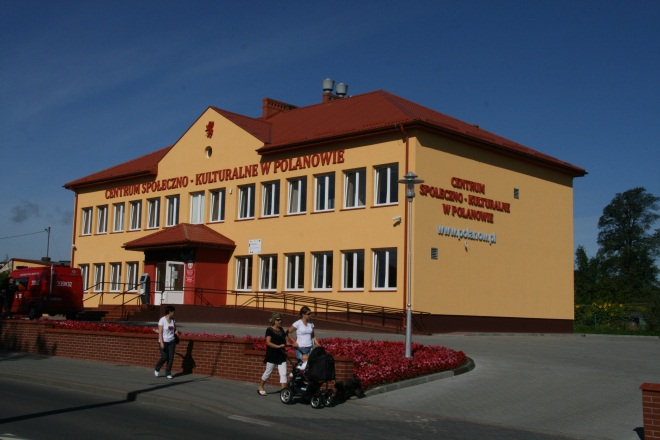 CENTRUM SPOŁECZNO - KULTURALNE W POLANOWIE
CENTRUM
SPOŁECZNO - KULTURALNE
W POLANOWIE
www.polanow.pl